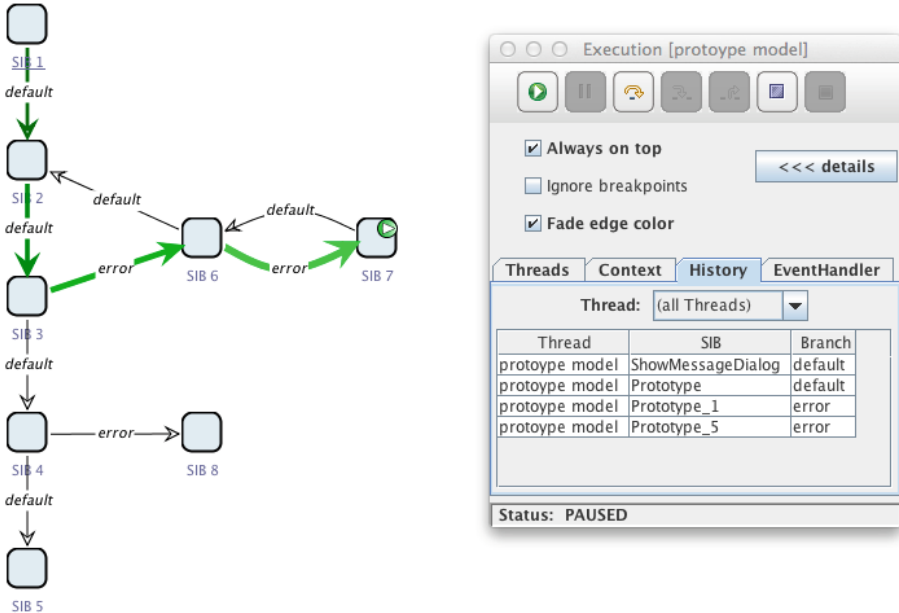 SIB 1
default
SIB 2
default
default
default
SIB 6
error
error
SIB 7
SIB 3
default
SIB 4
error
SIB 8
default
SIB 5
Execution [protoype model]
Always on top
<<< details
Ignore breakpoints
Fade edge color
Threads Context History EventHandler
Thread: (all Threads)
Thread SIB Branch
protoype model ShowMessageDialog default
protoype model Prototype default
protoype model Prototype_1 error
protoype model Prototype_5 error
Status: PAUSED